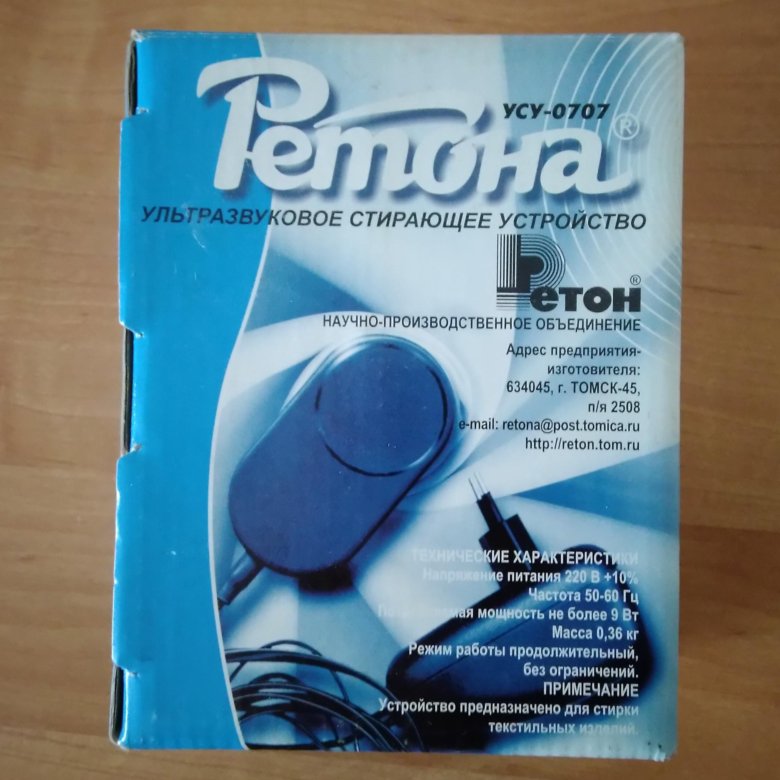 УСУ-0707
Ретона®
УЛЬТРАЗВУКОВОЕ СТИРАЮЩЕЕ УСТРОЙСТВО
Ретон®
НАУЧНО-ПРОИЗВОДСТВЕННОЕ ОБЪЕДИНЕНИЕ
Адрес предприятия-
изготовителя:
634045, г. ТОМСК-45,
п/я 2508
e-mail: retona@post.tomica.ru
http://reton.tom.ru
ТЕХНИЧЕСКИЕ ХАРАКТЕРИСТИКИ
Напряжение питания 220 В +10%
Частота 50-60 Гц
мощность не более 9 Вт
Масса 0,36 кг
Режим работы продолжительный,
без ограничений.
ПРИМЕЧАНИЕ
Устройство предназначено для стирки
текстильных изделий.